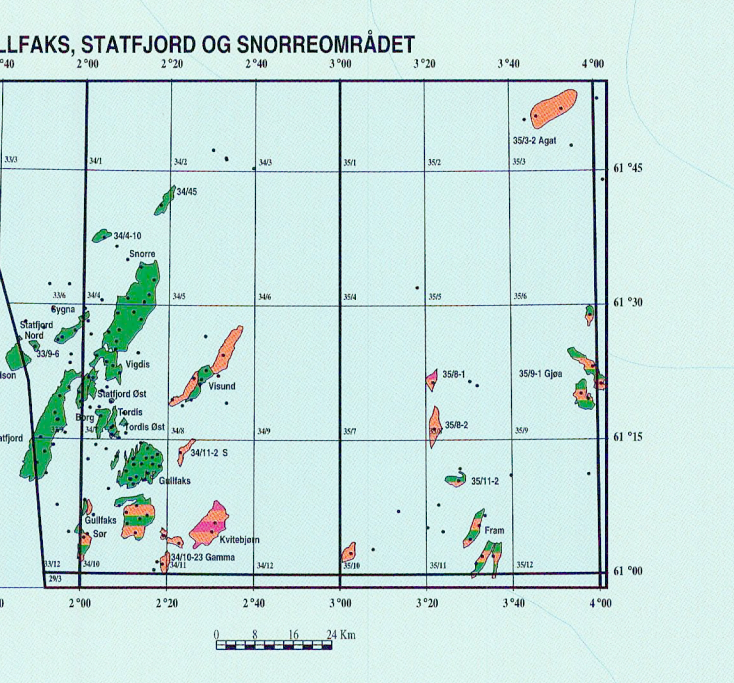 LLFAKS, STATFJORD OG SNORREOMRÅDET
°40 2 °00 2 °20 2 °40 3 °00 3 °20 3 °40 4 °00
35/3-2 Agat
33/3 34/1 34/2 34/3 35/1 35/2 35/3
61 °45
34/45
34/4-10
Snorre
33/6 34/4 34/5 34/6 35/4 35/5 35/6
61 °30
Sygna
Statfjord
Nord
33/9-6
lson
Vigdis
Visund
35/8-1
35/9-1 Gjøa
Statfjord Øst
Borg
Tordis
Tordis Øst
35/8-2
atfjord
34/8 34/9 35/7 35/9
61 °15
34/11-2 S
Gullfaks
35/11-2
Gullfaks
Sør
Kvitebjørn
Fram
34/10-23 Gamma
33/12 34/10 34/11 34/12 35/10 35/11 35/12
61 °00
29/3
0 2 °00 2 °20 2 °40 3 °00 3 °20 3 °40 4 °00
0 8 16 24 Km